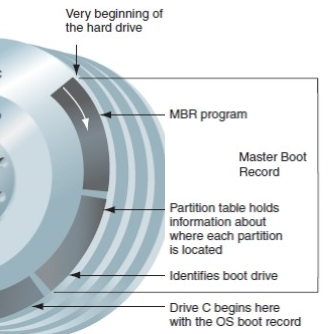 Very beginning of
the hard drive
MBR program
Master Boot
Record
Partition table holds
information about
where each partition
is located
Identifies boot drive
Drive C begins here
with the OS boot record